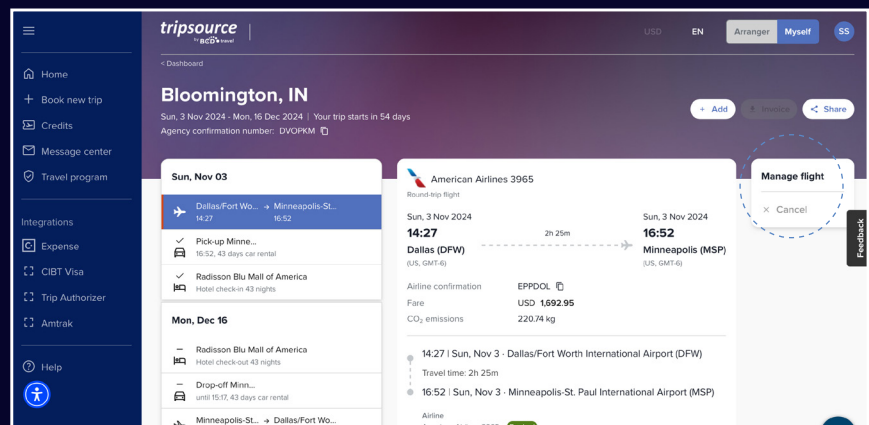 tripsource
by BCD travel
USD
EN
Arranger
Myself
SS
< Dashboard
Home
Book new trip
Credits
Message center
Travel program
Integrations
Expense
CIBT Visa
Trip Authorizer
Amtrak
Help
Bloomington, IN
Sun, 3 Nov 2024 - Mon, 16 Dec 2024 | Your trip starts in 54 days
Agency confirmation number: DVOPKM
+ Add
Invoice
Share
Sun, Nov 03
Dallas/Fort Wo... → Minneapolis-St...
14:27 16:52
Pick-up Minne...
16:52, 43 days car rental
Radisson Blu Mall of America
Hotel check-in 43 nights
Mon, Dec 16
Radisson Blu Mall of America
Hotel check-out 43 nights
Drop-off Minn...
until 15:17, 43 days car rental
Minneapolis-St... → Dallas/Fort Wo...
American Airlines 3965
Round-trip flight
Sun, 3 Nov 2024 Sun, 3 Nov 2024
14:27 2h 25m 16:52
Dallas (DFW) Minneapolis (MSP)
(US, GMT-6) (US, GMT-6)
Airline confirmation EPPDOL
Fare USD 1,692.95
CO₂ emissions 220.74 kg
14:27 | Sun, Nov 3 · Dallas/Fort Worth International Airport (DFW)
Travel time: 2h 25m
16:52 | Sun, Nov 3 · Minneapolis-St. Paul International Airport (MSP)
Airline
Manage flight
× Cancel
Feedback